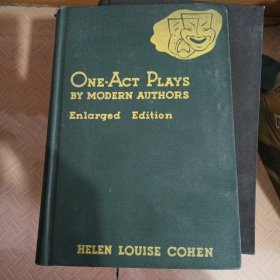 One-Act Plays
by Modern Authors
Enlarged Edition
HELEN LOUISE COHEN